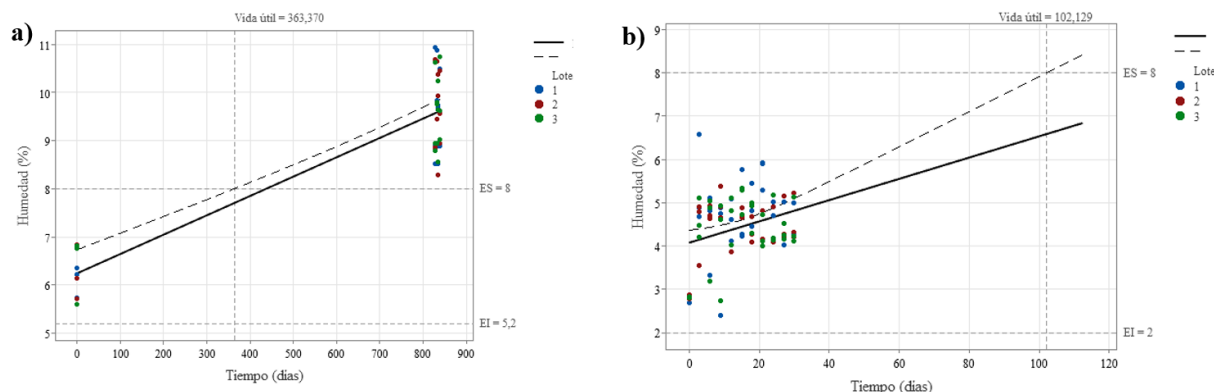 a)
Vida útil = 363,370
11
10
9
8
7
6
5
Humedad (%)
0 100 200 300 400 500 600 700 800 900
Tiempo (días)
ES = 8
EI = 5,2
Lote
1
2
3
b)
Vida útil = 102,129
8
7
6
5
4
3
2
Humedad (%)
0 20 40 60 80 100 120
Tiempo (días)
ES = 8
EI = 2
Lote
1
2
3